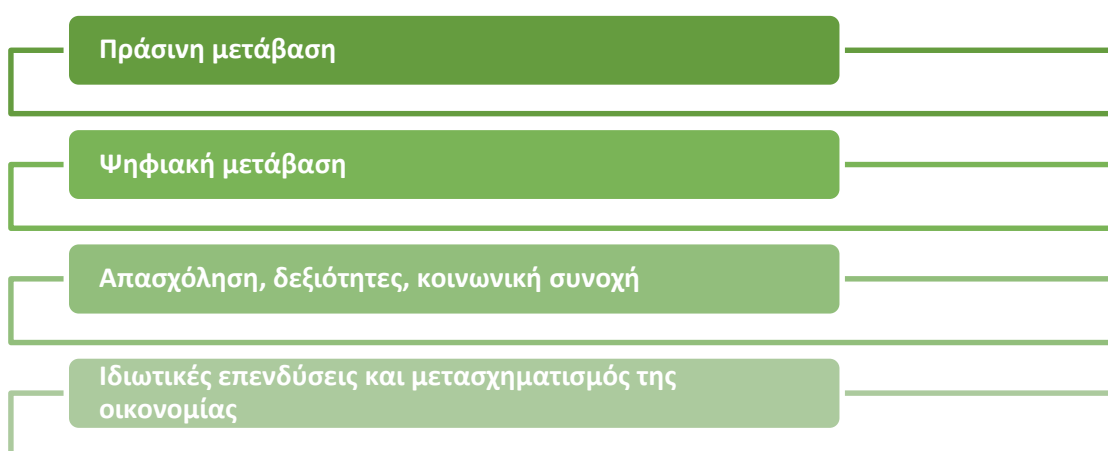 Πράσινη μετάβαση
Ψηφιακή μετάβαση
Απασχόληση, δεξιότητες, κοινωνική συνοχή
Ιδιωτικές επενδύσεις και μετασχηματισμός της
οικονομίας